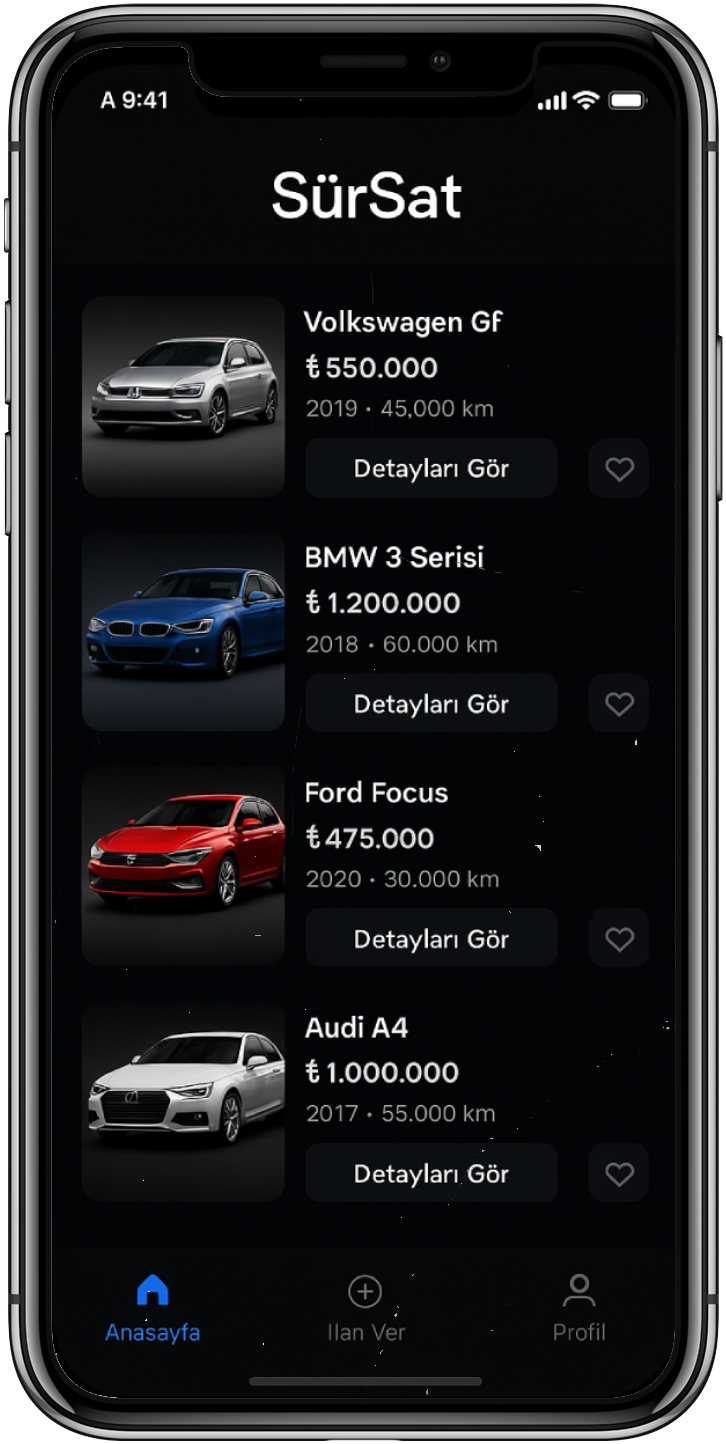 A 9:41
SürSat
Volkswagen Gf
₺ 550.000
2019 • 45,000 km
Detayları Gör
BMW 3 Serisi
₺ 1.200.000
2018 • 60.000 km
Detayları Gör
Ford Focus
₺ 475.000
2020 • 30.000 km
Detayları Gör
Audi A4
₺ 1.000.000
2017 • 55.000 km
Detayları Gör
Anasayfa
Ilan Ver
Profil